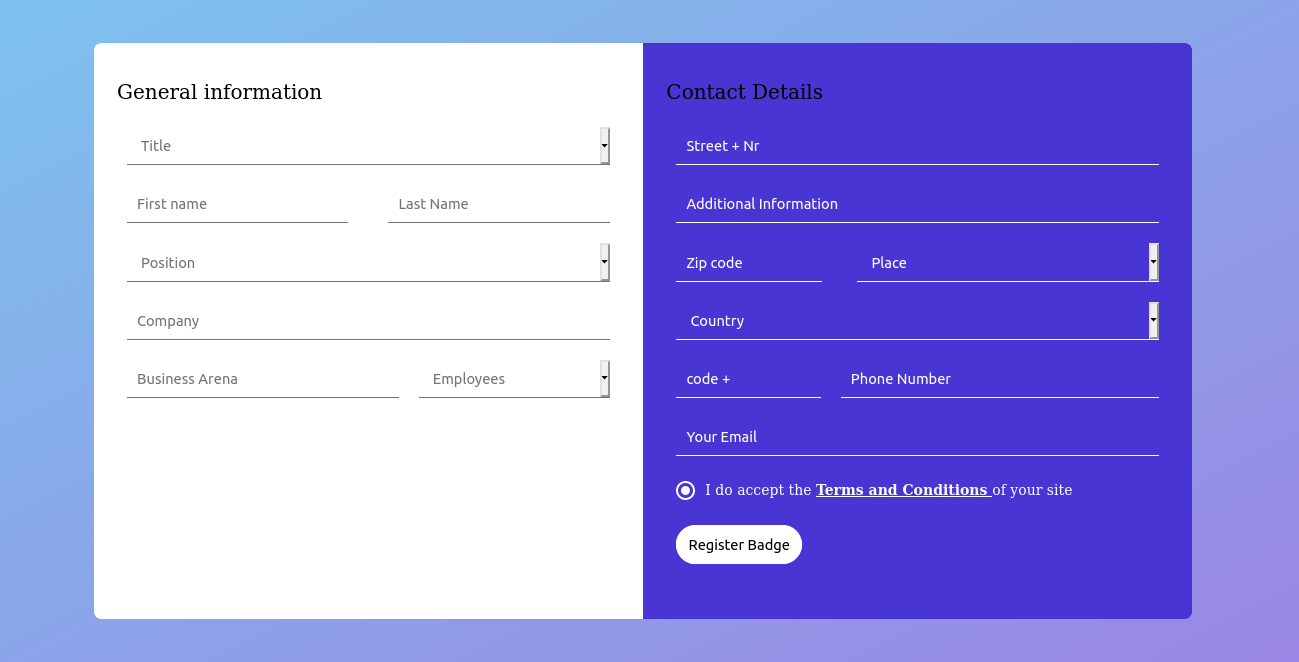 General information
Title
First name
Last Name
Position
Company
Business Arena
Employees
Contact Details
Street + Nr
Additional Information
Zip code
Place
Country
code +
Phone Number
Your Email
I do accept the Terms and Conditions of your site
Register Badge